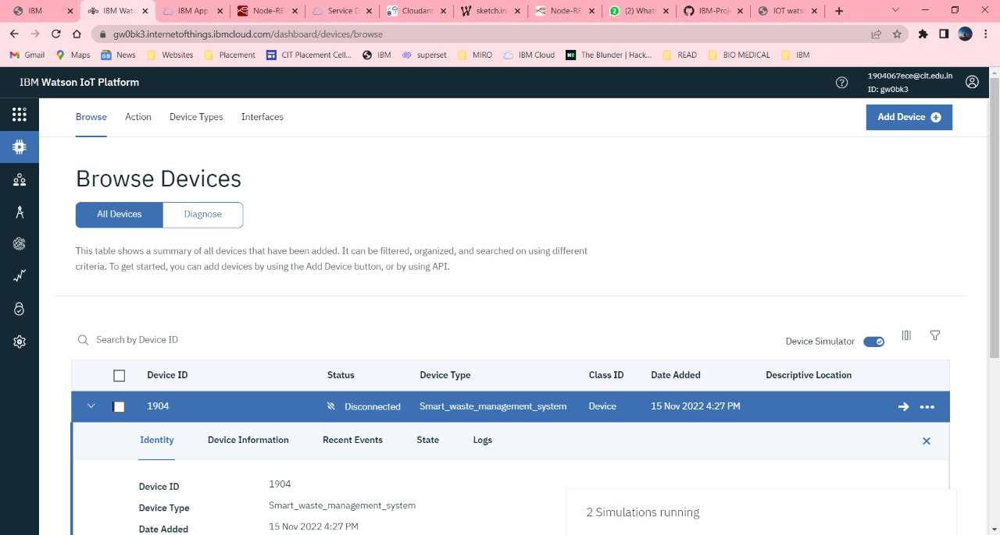 IBM
IBM Wats
IBM App
Node-RE
Service D
Cloudant
sketch.in
Node-RE
(2) Whats
IBM-Proj
IOT wats
gw0bk3.internetofthings.ibmcloud.com/dashboard/devices/browse
Gmail
Maps
News
Websites
Placement
CIT Placement Cell...
IBM
superset
MIRO
IBM Cloud
The Blunder | Hack...
READ
BIO MEDICAL
IBM
IBM Watson IoT Platform
1904067ece@cit.edu.in
ID: gw0bk3
Browse
Action
Device Types
Interfaces
Add Device
Browse Devices
All Devices
Diagnose
This table shows a summary of all devices that have been added. It can be filtered, organized, and searched on using different
criteria. To get started, you can add devices by using the Add Device button, or by using API.
Search by Device ID
Device Simulator
Device ID Status Device Type Class ID Date Added Descriptive Location
1904 Disconnected Smart_waste_management_system Device 15 Nov 2022 4:27 PM
Identity
Device Information
Recent Events
State
Logs
Device ID 1904
Device Type Smart_waste_management_system
Date Added 15 Nov 2022 4:27 PM
2 Simulations running